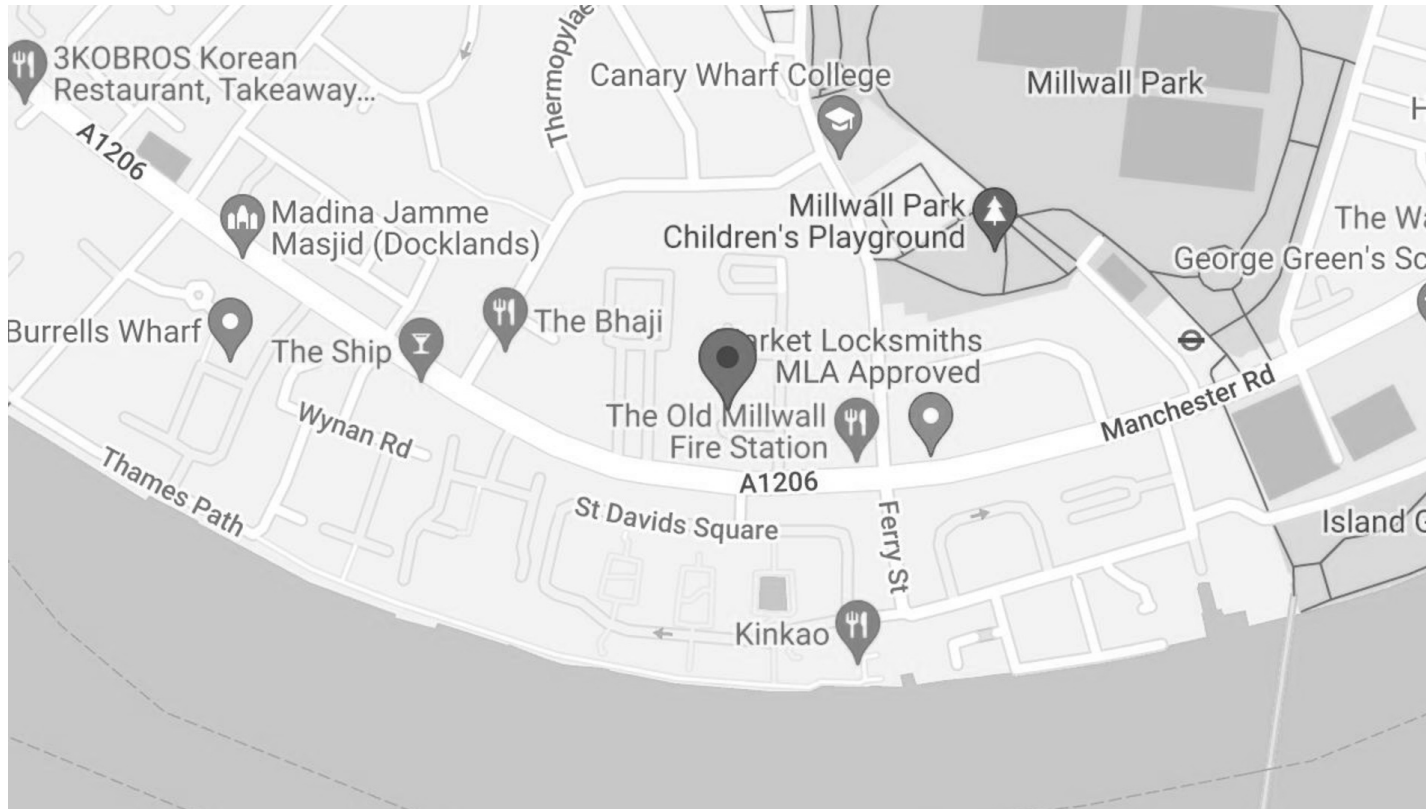 3KOBROS Korean
Restaurant, Takeaway...
Thermopylae
Canary Wharf College
Millwall Park
H
A1206
Madina Jamme
Masjid (Docklands)
Millwall Park
Children's Playground
The Wa
George Green's Sc
Burrells Wharf
The Ship
The Bhaji
arket Locksmiths
MLA Approved
The Old Millwall
Fire Station
Manchester Rd
Wynan Rd
Thames Path
A1206
St Davids Square
Ferry St
Island G
Kinkao